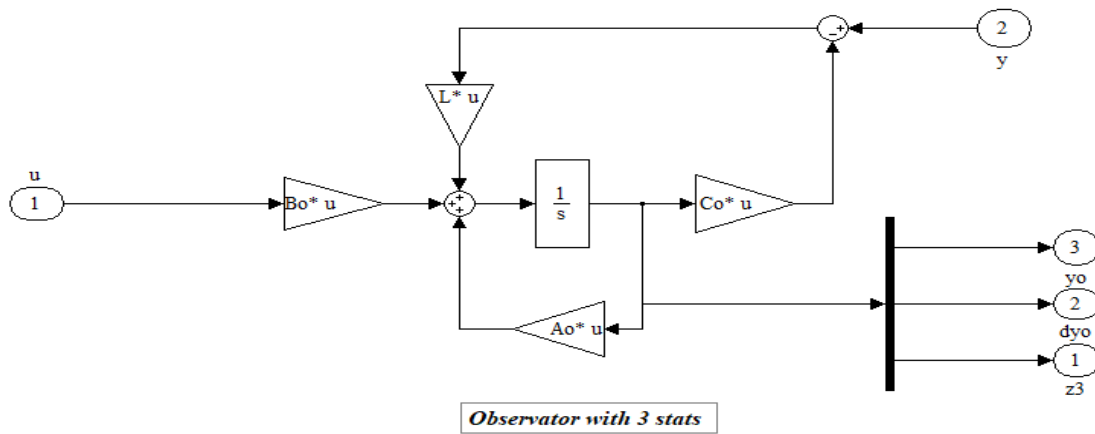 2
y
- +
L* u
u
1
Bo* u
+
+
+
1
s
Co* u
Ao* u
3
yo
2
dyo
1
z3
Observator with 3 stats